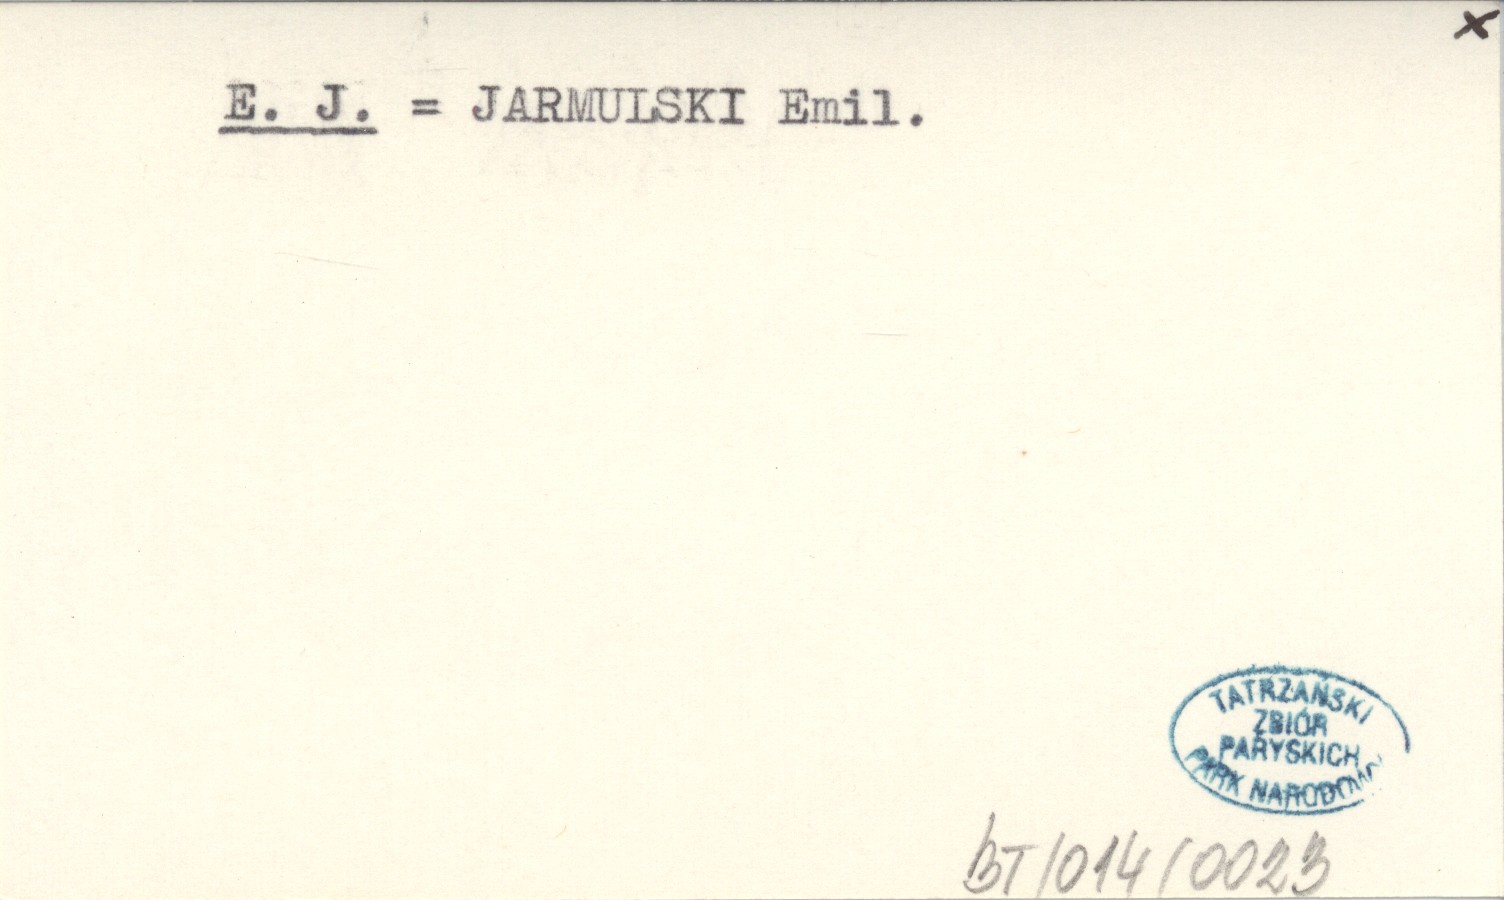 x
E. J. = JARMULSKI Emil.
TATRZAŃSKI
ZBIÓR
PARYSKICH
PARK NARODOWY
BT/014/0023